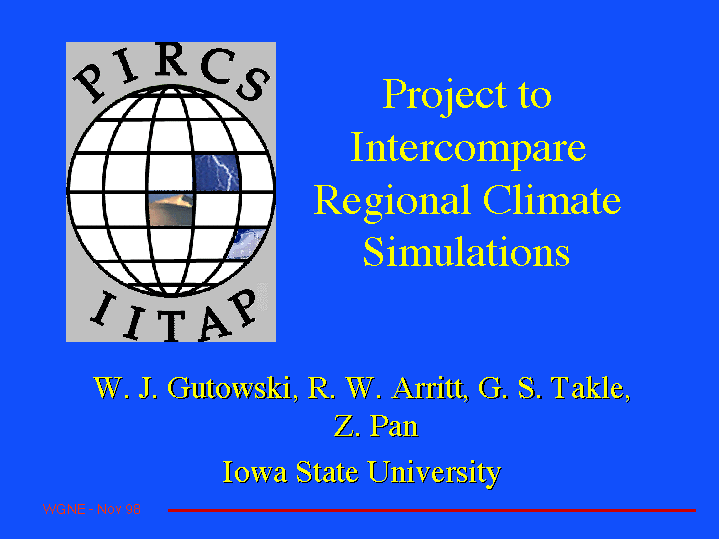 PIRCS
IITAP
Project to
Intercompare
Regional Climate
Simulations
W. J. Gutowski, R. W. Arritt, G. S. Takle,
Z. Pan
Iowa State University
WGNE - Nov 98